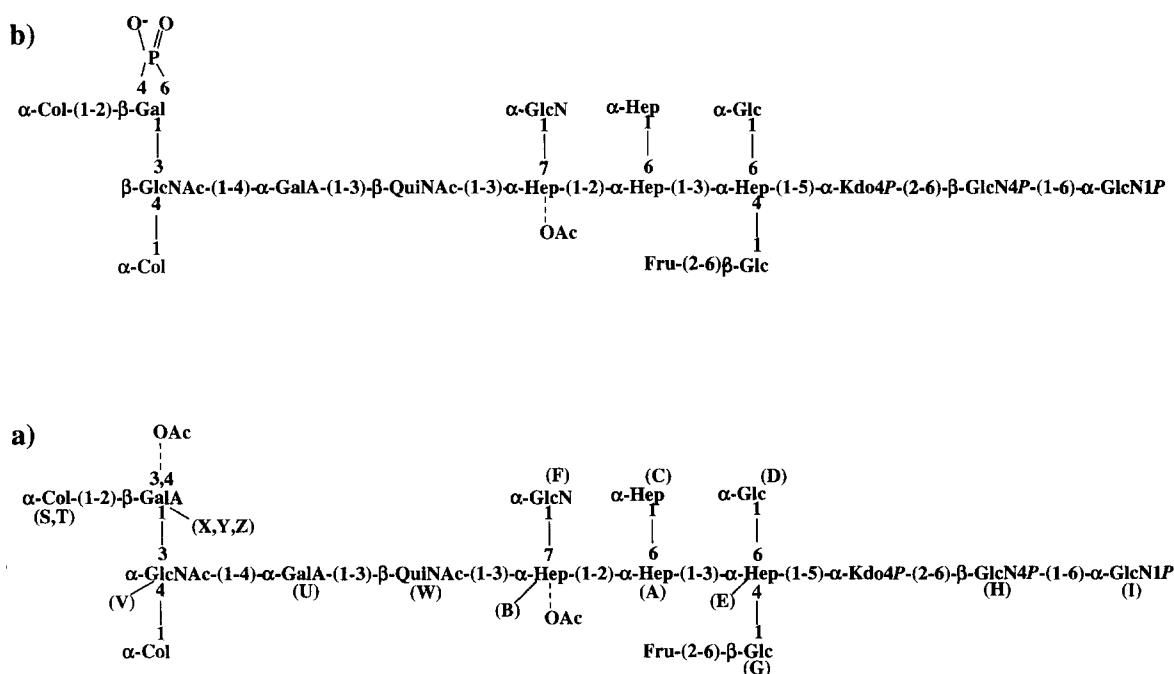 b)
O- O
P
4 6
α-Col-(1-2)-β-Gal α-GlcN α-Hep α-Glc
1 1 1 1
3 7 6 6
β-GlcNAc-(1-4)-α-GalA-(1-3)-β-QuiNAc-(1-3)-α-Hep-(1-2)-α-Hep-(1-3)-α-Hep-(1-5)-α-Kdo4P-(2-6)-β-GlcN4P-(1-6)-α-GlcN1P
4 4
OAc
1 1
α-Col Fru-(2-6)β-Glc
a)
OAc
3,4 (F) (C) (D)
α-Col-(1-2)-β-GalA α-GlcN α-Hep α-Glc
(S,T) 1 (X,Y,Z) 1 1 1
3 7 6 6
α-GlcNAc-(1-4)-α-GalA-(1-3)-β-QuiNAc-(1-3)-α-Hep-(1-2)-α-Hep-(1-3)-α-Hep-(1-5)-α-Kdo4P-(2-6)-β-GlcN4P-(1-6)-α-GlcN1P
(V) 4 (U) (W) (B) (A) (E) 4 (H) (I)
OAc
1 1
α-Col Fru-(2-6)-β-Glc
(G)